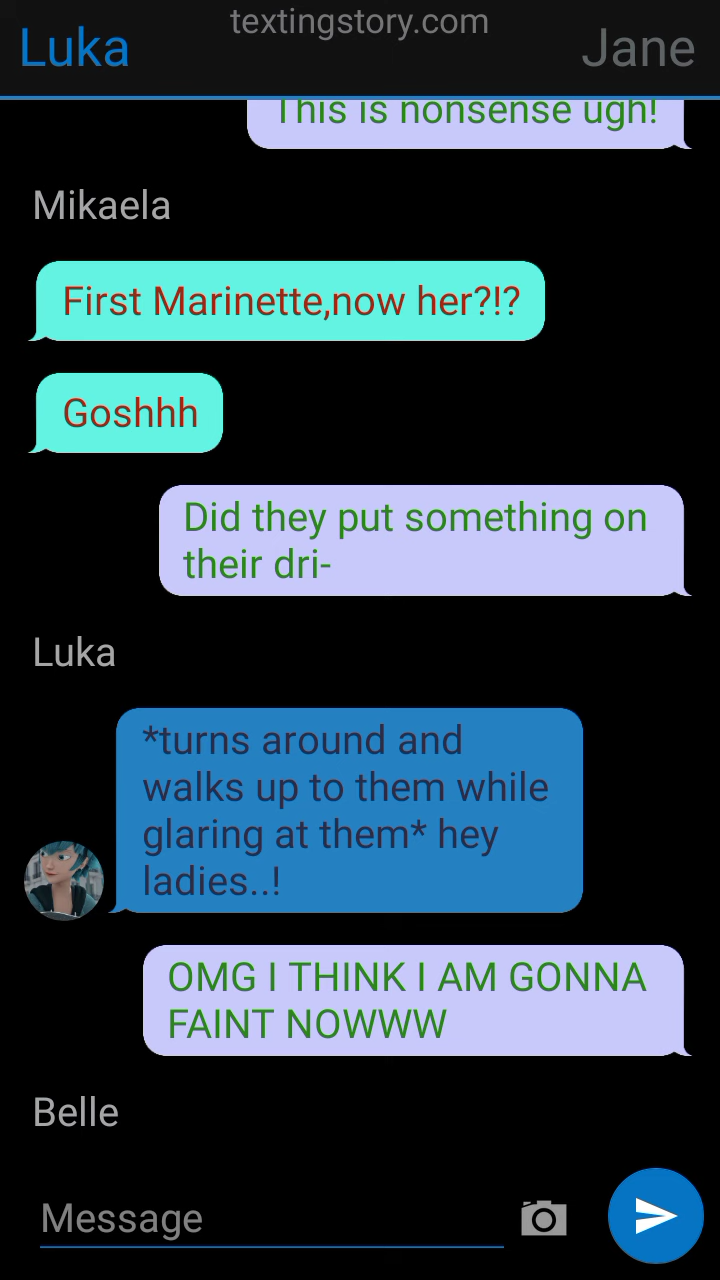 textingstory.com
Luka
Jane
This is nonsense ugh!
Mikaela
First Marinette,now her?!?
Goshhh
Did they put something on
their dri-
Luka
*turns around and
walks up to them while
glaring at them* hey
ladies..!
OMG I THINK I AM GONNA
FAINT NOWWW
Belle
Message